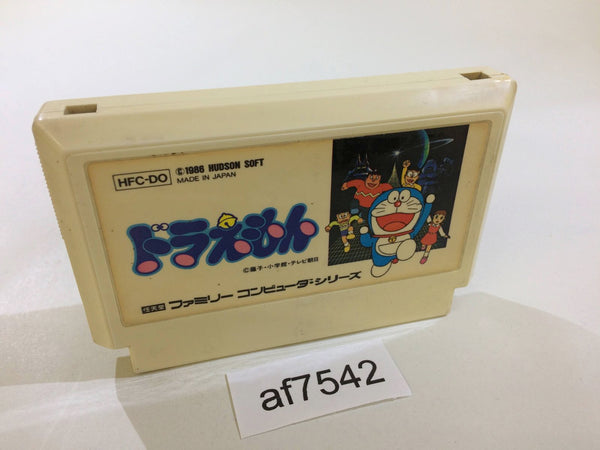 HFC-DO
©1986 HUDSON SOFT
MADE IN JAPAN
ドラえもん
©藤子・小学館・テレビ朝日
任天堂 ファミリー コンピュータ・シリーズ
af7542